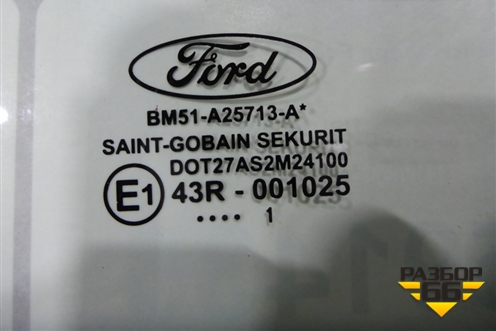 Ford
BM51-A25713-A*
SAINT-GOBAIN SEKURIT
DOT27AS2M24100
E1 43R - 001025
.... 1
РАЗБОР
66